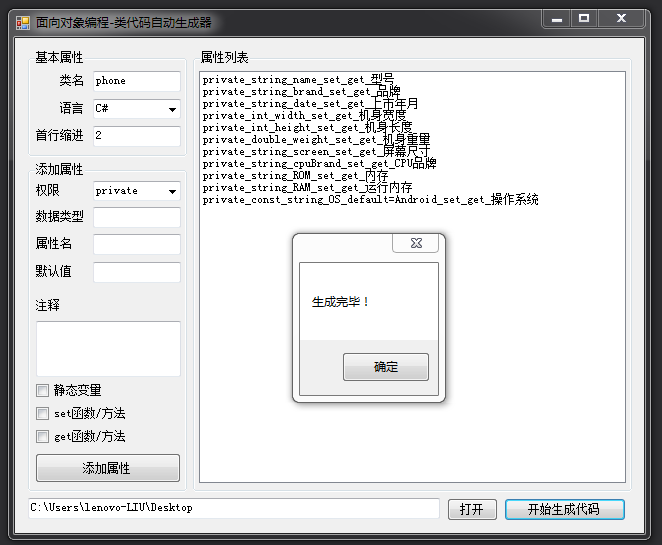 面向对象编程-类代码自动生成器
基本属性
类名 phone
语言 C#
首行缩进 2
添加属性
权限 private
数据类型
属性名
默认值
注释
静态变量
set函数/方法
get函数/方法
添加属性
属性列表
private_string_name_set_get_型号
private_string_brand_set_get_品牌
private_string_date_set_get_上市年月
private_int_width_set_get_机身宽度
private_int_height_set_get_机身长度
private_double_weight_set_get_机身重量
private_string_screen_set_get_屏幕尺寸
private_string_cpuBrand_set_get_CPU品牌
private_string_ROM_set_get_内存
private_string_RAM_set_get_运行内存
private_const_string_OS_default=Android_set_get_操作系统
生成完毕！
确定
C:\Users\lenovo-LIU\Desktop
打开
开始生成代码